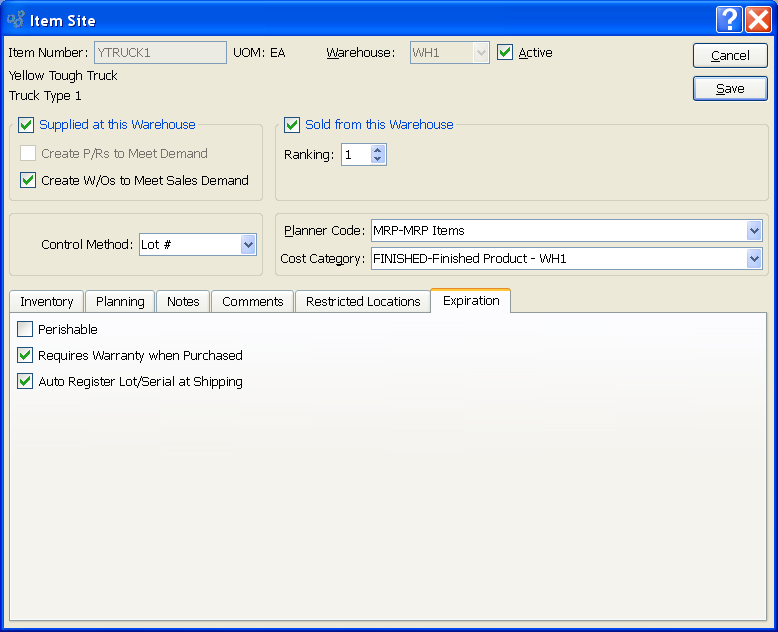 Item Site
Item Number: YTRUCK1 UOM: EA Warehouse: WH1 Active
Cancel
Yellow Tough Truck
Truck Type 1
Save
Supplied at this Warehouse
Create P/Rs to Meet Demand
Create W/Os to Meet Sales Demand
Sold from this Warehouse
Ranking: 1
Control Method: Lot #
Planner Code: MRP-MRP Items
Cost Category: FINISHED-Finished Product - WH1
Inventory Planning Notes Comments Restricted Locations Expiration
Perishable
Requires Warranty when Purchased
Auto Register Lot/Serial at Shipping